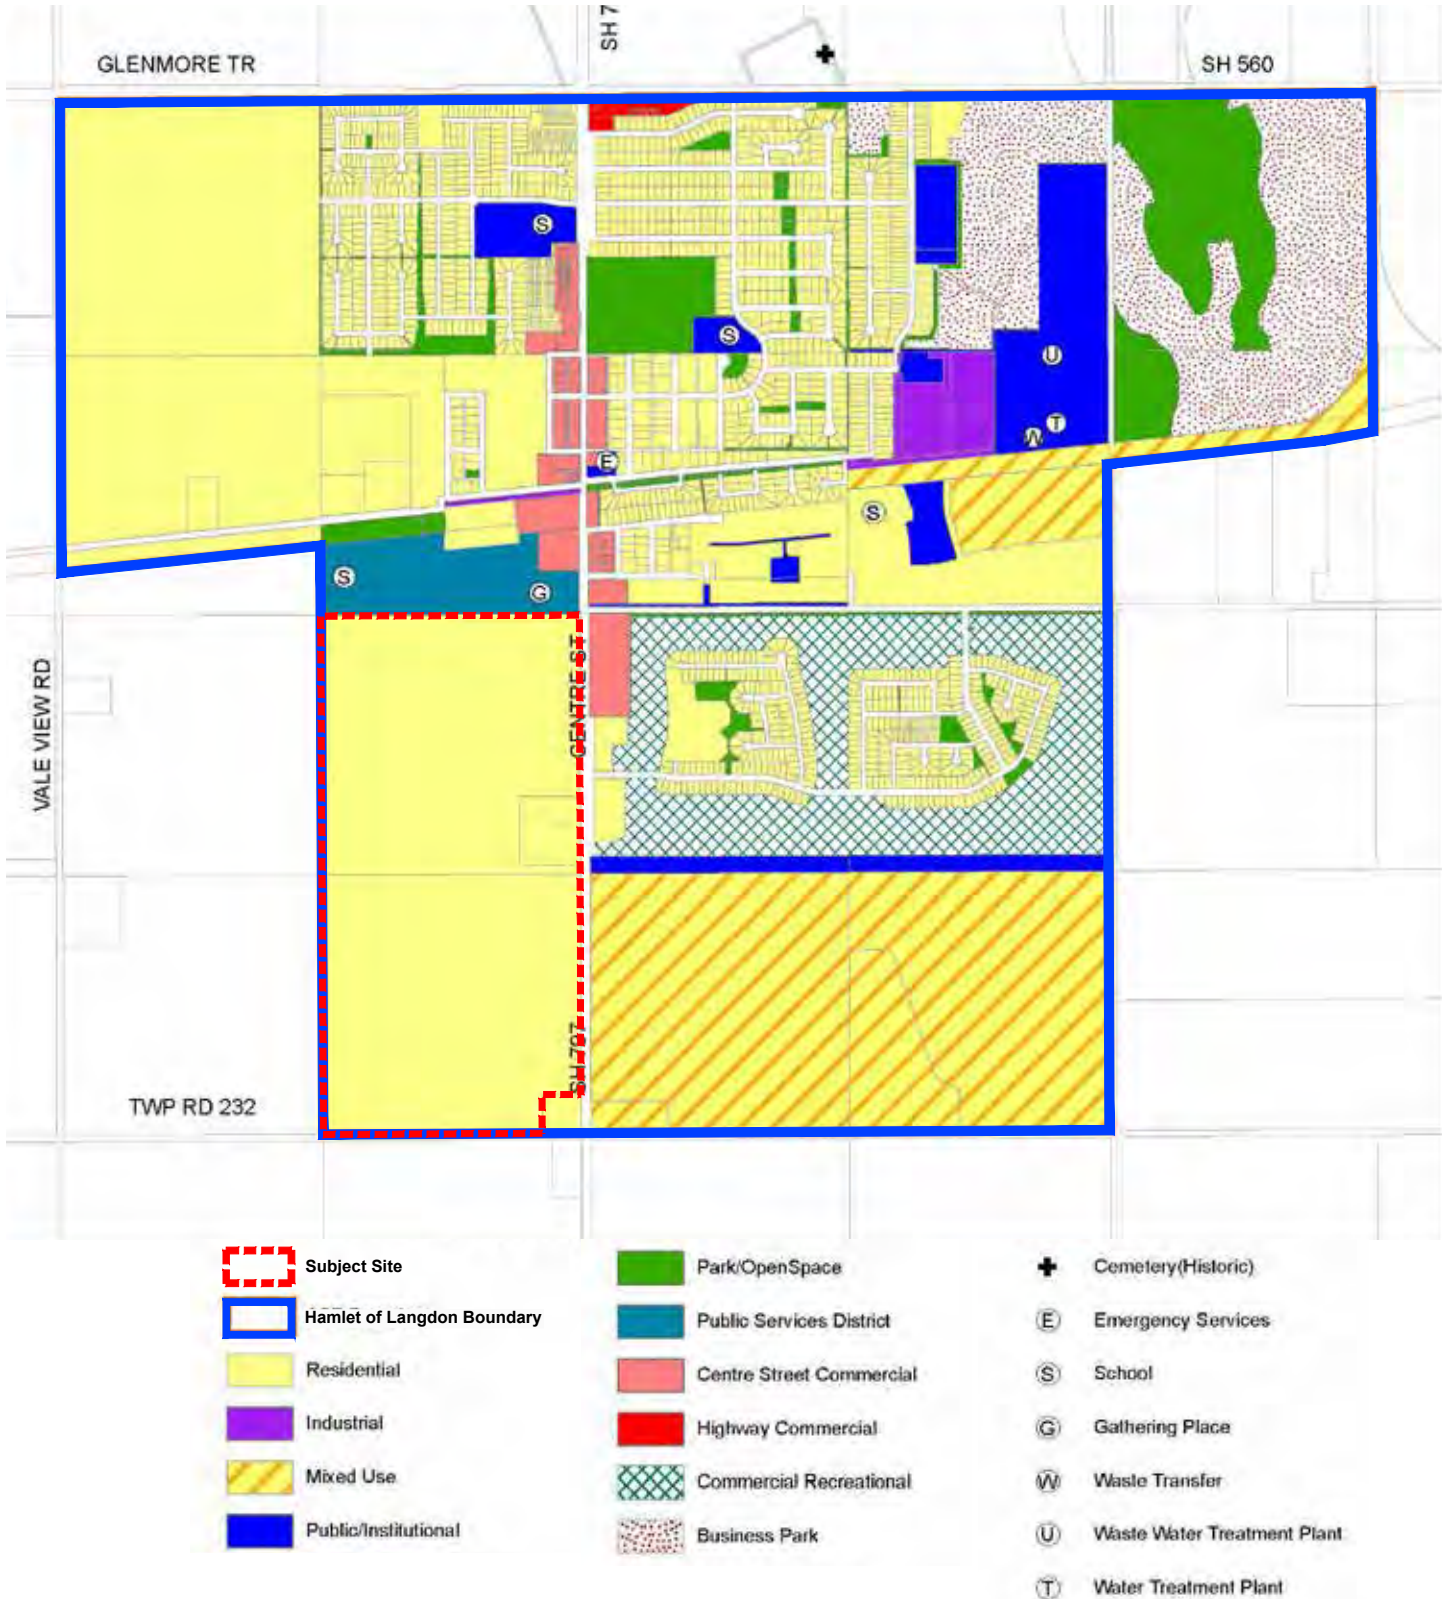 SH 7
GLENMORE TR
SH 560
S
S
U
T
W
E
S
S
G
CENTRE ST
VALE VIEW RD
SH 797
TWP RD 232
Subject Site
Hamlet of Langdon Boundary
Residential
Industrial
Mixed Use
Public/Institutional
Park/OpenSpace
Public Services District
Centre Street Commercial
Highway Commercial
Commercial Recreational
Business Park
Cemetery(Historic)
E Emergency Services
S School
G Gathering Place
W Waste Transfer
U Waste Water Treatment Plant
T Water Treatment Plant